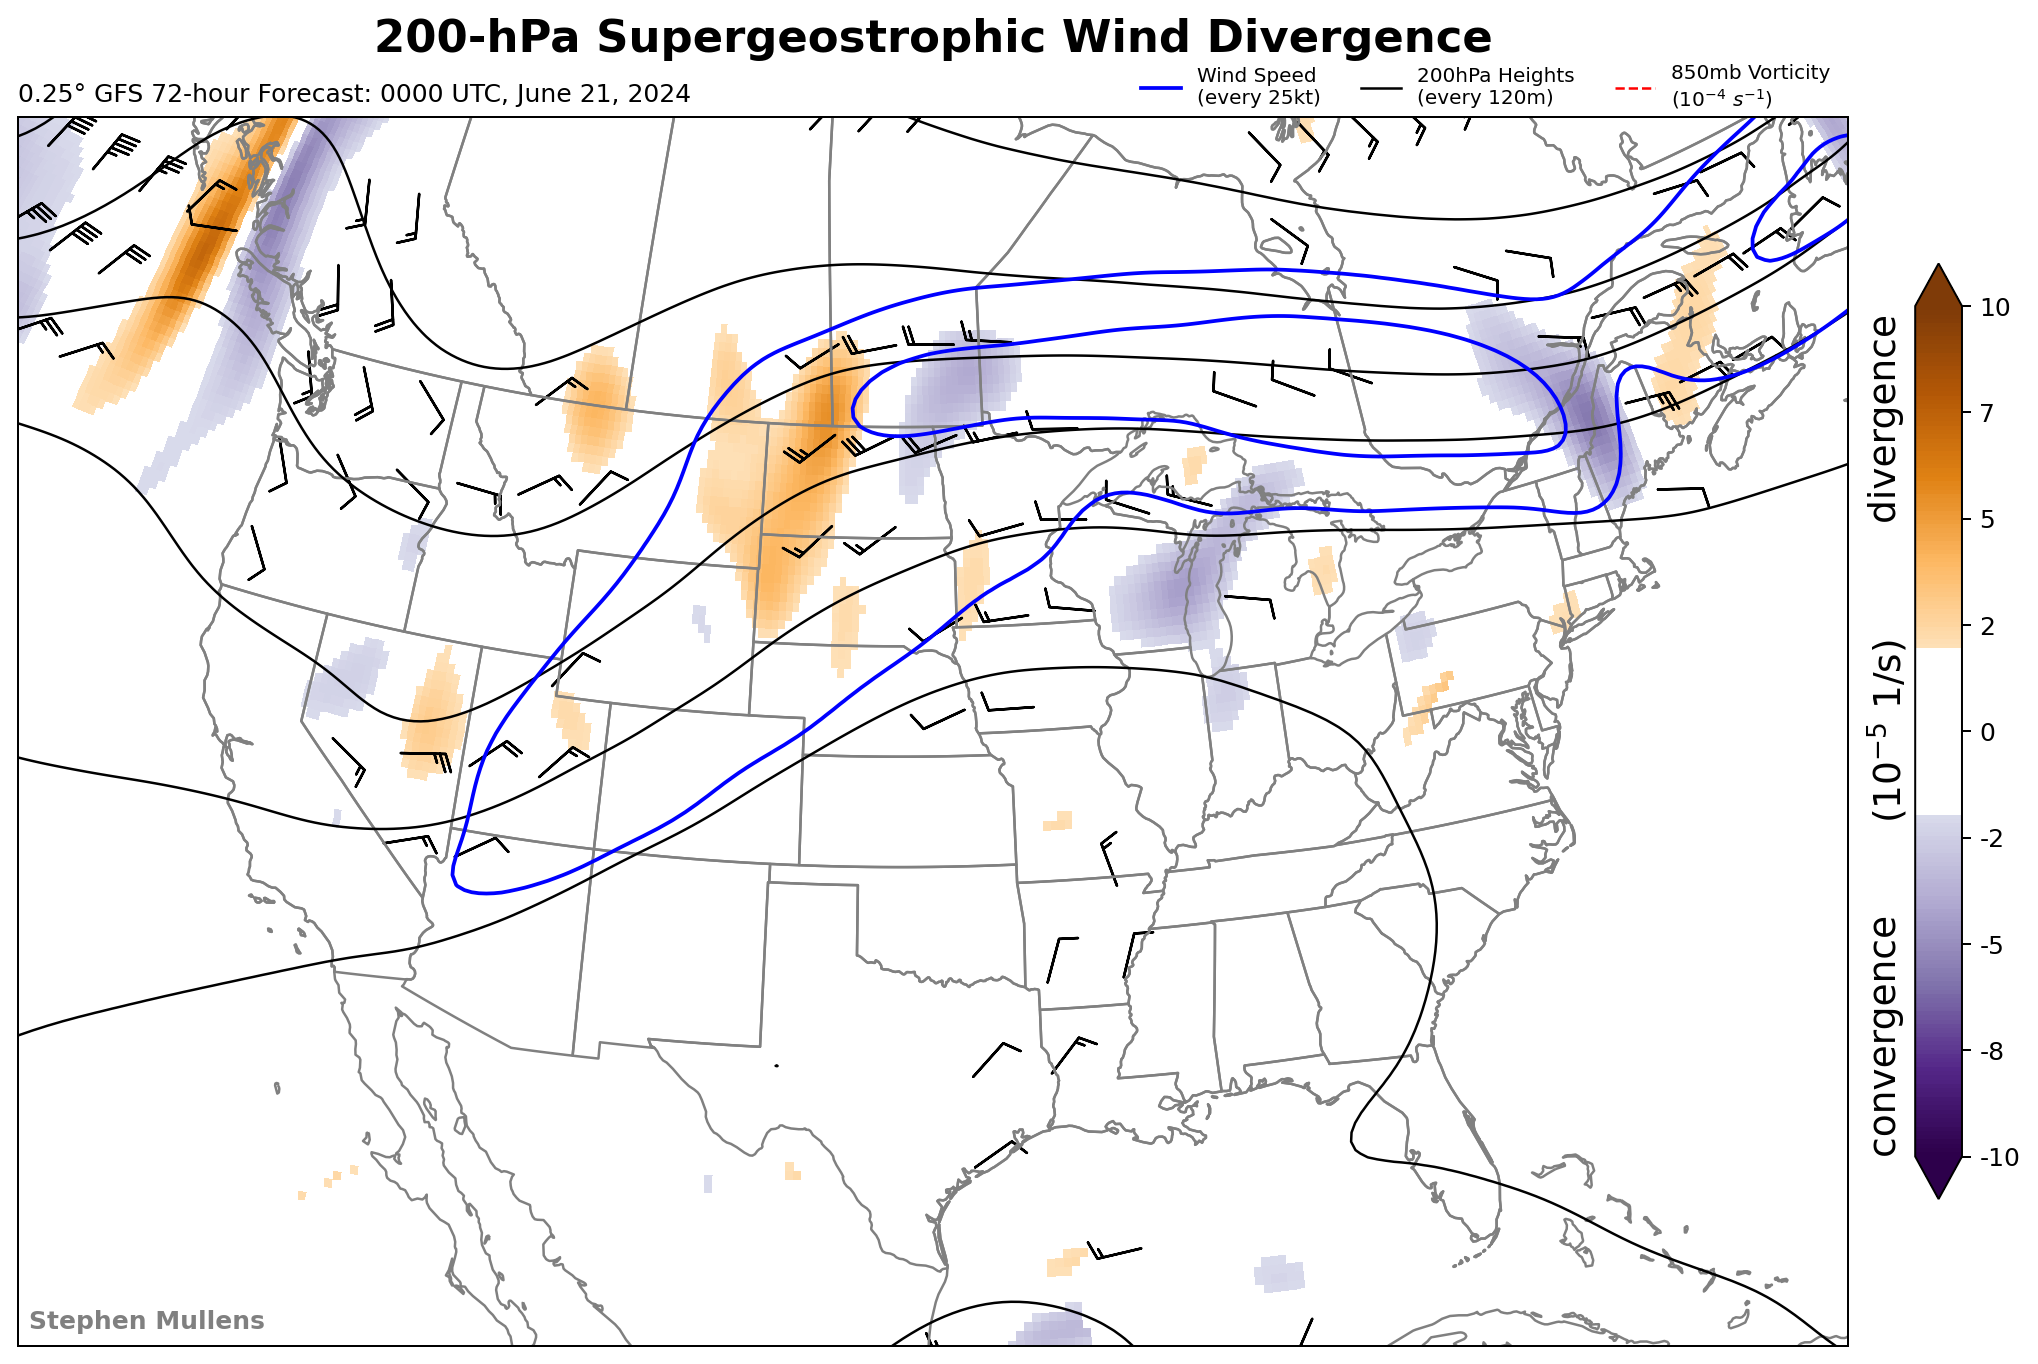 200-hPa Supergeostrophic Wind Divergence
0.25° GFS 72-hour Forecast: 0000 UTC, June 21, 2024
Wind Speed
(every 25kt)
200hPa Heights
(every 120m)
850mb Vorticity
(10⁻⁴ s⁻¹)
10
7
5
2
0
-2
-5
-8
-10
convergence (10⁻⁵ 1/s) divergence
Stephen Mullens